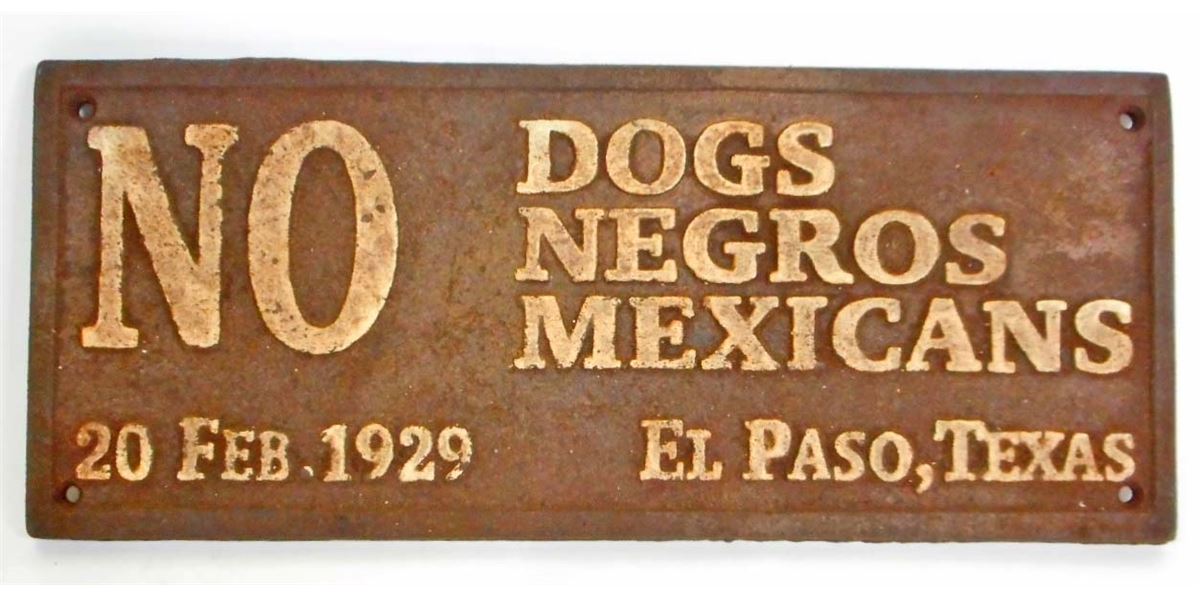 NO
DOGS
NEGROS
MEXICANS
20 FEB. 1929
EL PASO, TEXAS